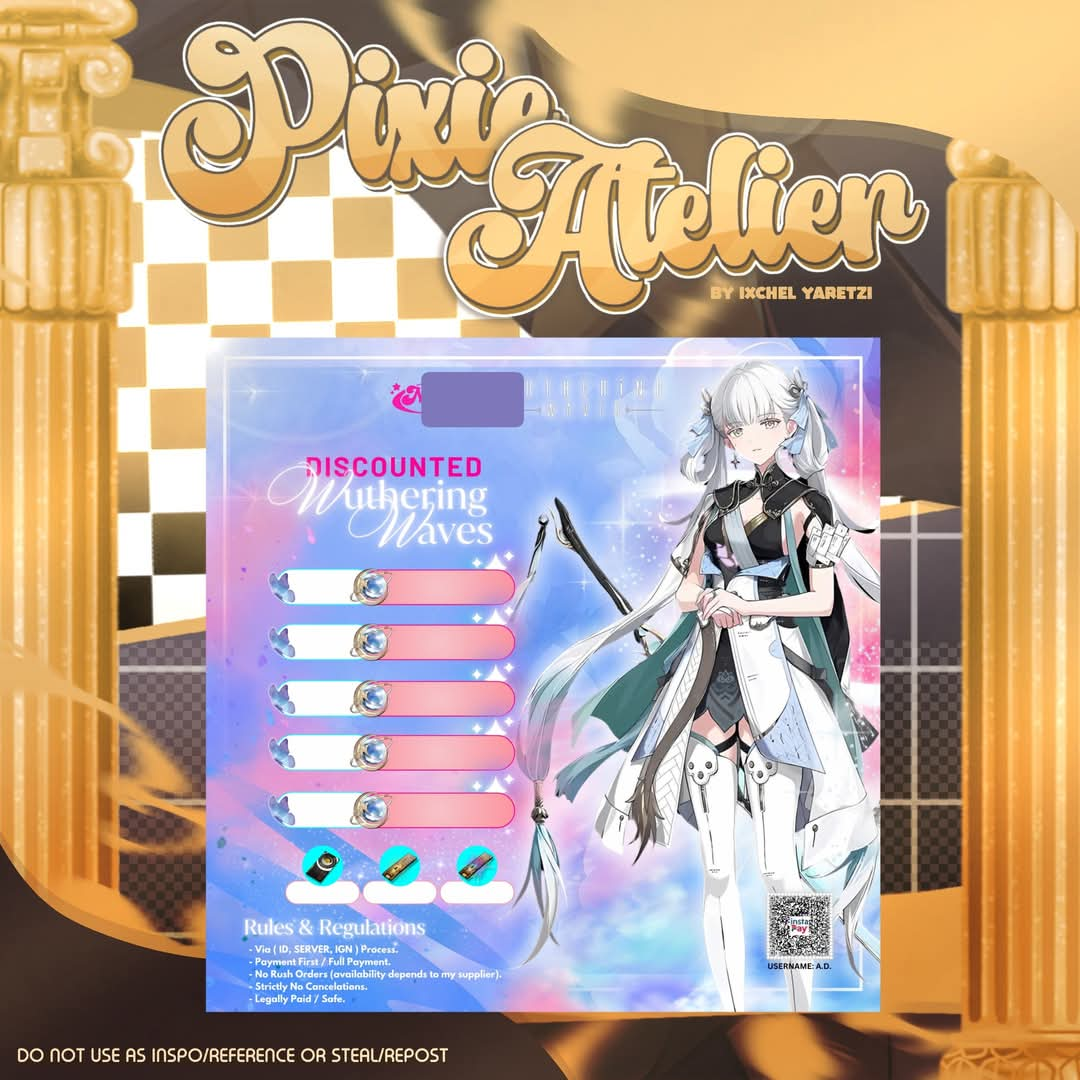 Pixie
Atelier
BY IXCHEL YARETZI
DISCOUNTED
Wuthering
Waves
Rules & Regulations
- Via ( ID, SERVER, IGN ) Process.
- Payment First / Full Payment.
- No Rush Orders (availability depends to my supplier).
- Strictly No Cancelations.
- Legally Paid / Safe.
insta
Pay
USERNAME: A.D.
DO NOT USE AS INSPO/REFERENCE OR STEAL/REPOST